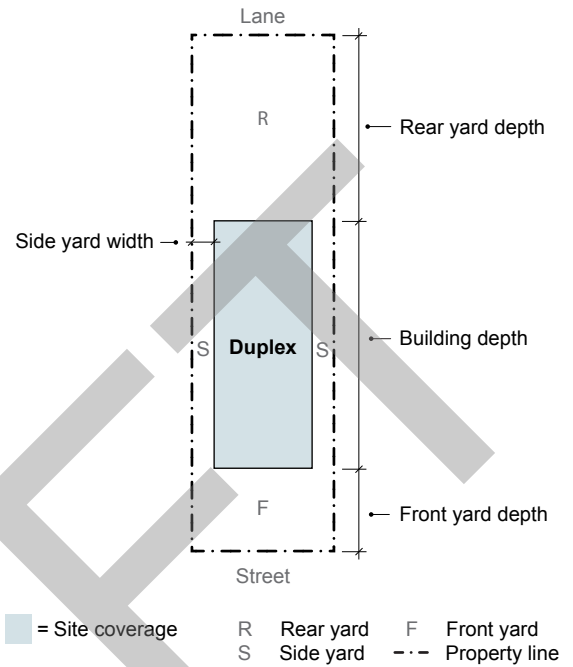 Lane
R
Rear yard depth
Side yard width
S Duplex S
Building depth
F
Front yard depth
Street
= Site coverage R Rear yard F Front yard
S Side yard Property line